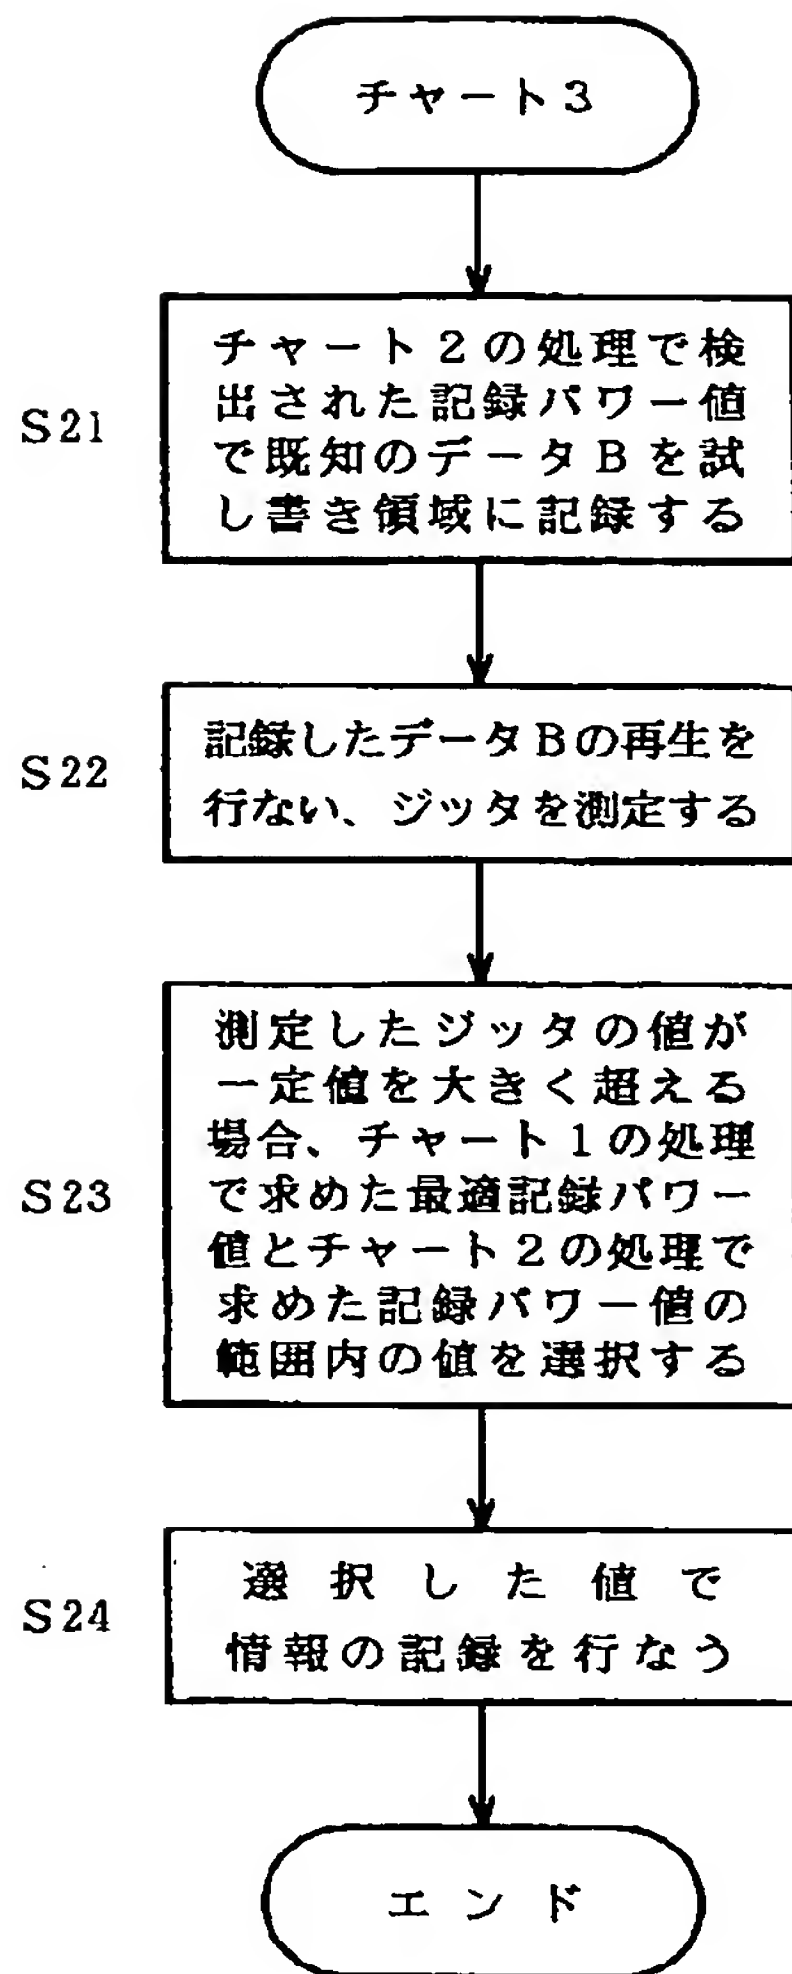 チャート3
S21
チャート2の処理で検
出された記録パワー値
で既知のデータBを試
し書き領域に記録する
S22
記録したデータBの再生を
行ない、ジッタを測定する
S23
測定したジッタの値が
一定値を大きく超える
場合、チャート1の処理
で求めた最適記録パワー
値とチャート2の処理で
求めた記録パワー値の
範囲内の値を選択する
S24
選択した値で
情報の記録を行なう
エンド